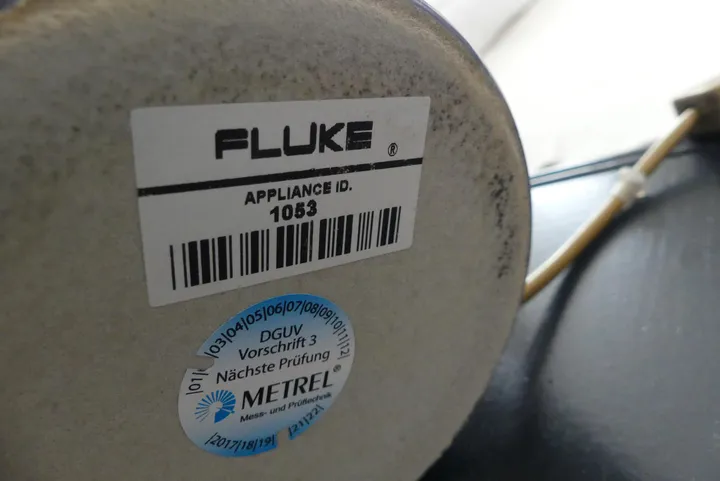 FLUKE ®
APPLIANCE ID.
1053
|01|0 |03|04|05|06|07|08|09|10|11|12|
DGUV
Vorschrift 3
Nächste Prüfung
METREL®
Mess- und Prüftechnik
|2017|18|19| |21|22|